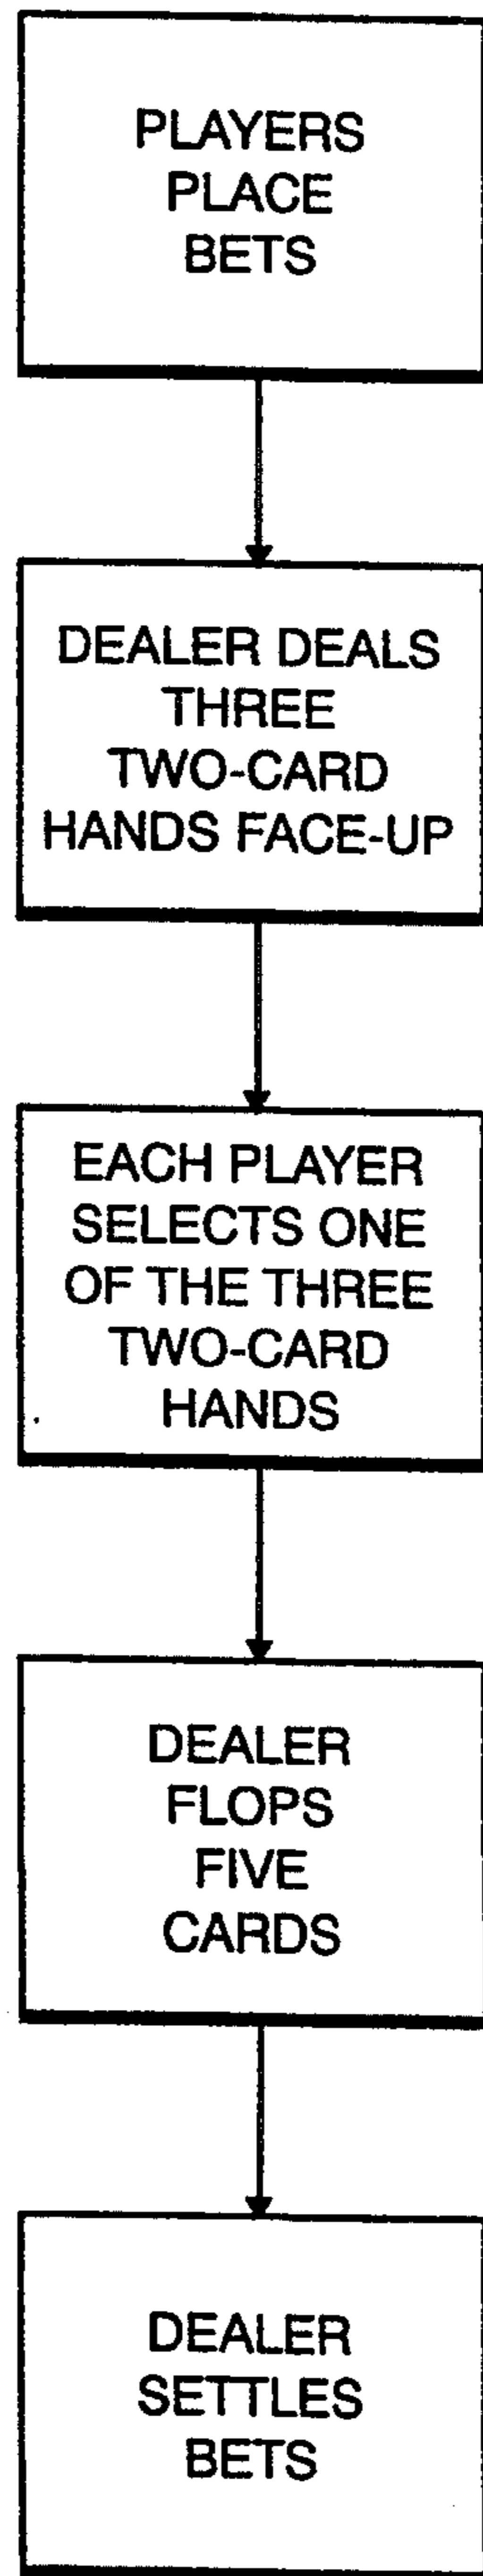 PLAYERS
PLACE
BETS
DEALER DEALS
THREE
TWO-CARD
HANDS FACE-UP
EACH PLAYER
SELECTS ONE
OF THE THREE
TWO-CARD
HANDS
DEALER
FLOPS
FIVE
CARDS
DEALER
SETTLES
BETS